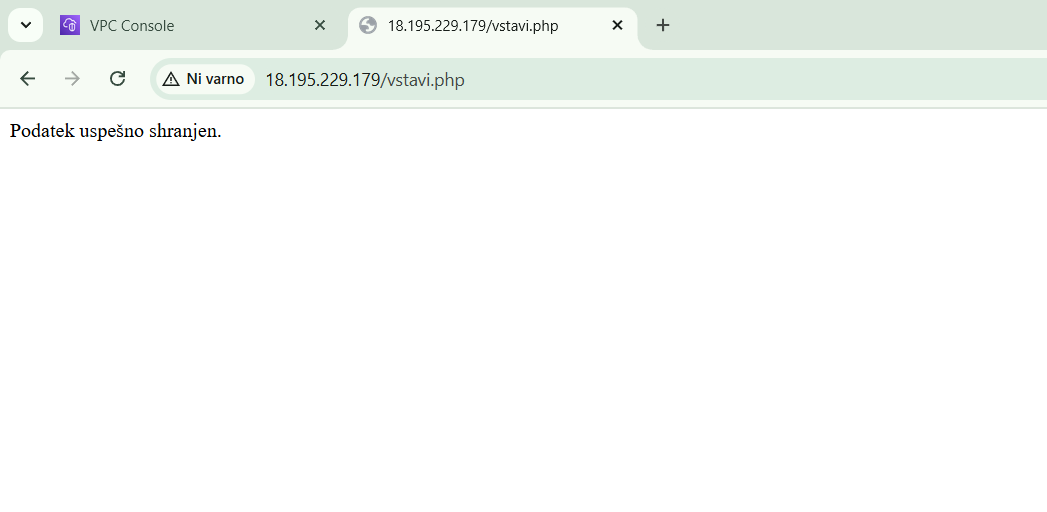 VPC Console
18.195.229.179/vstavi.php
Ni varno
18.195.229.179/vstavi.php
Podatek uspešno shranjen.